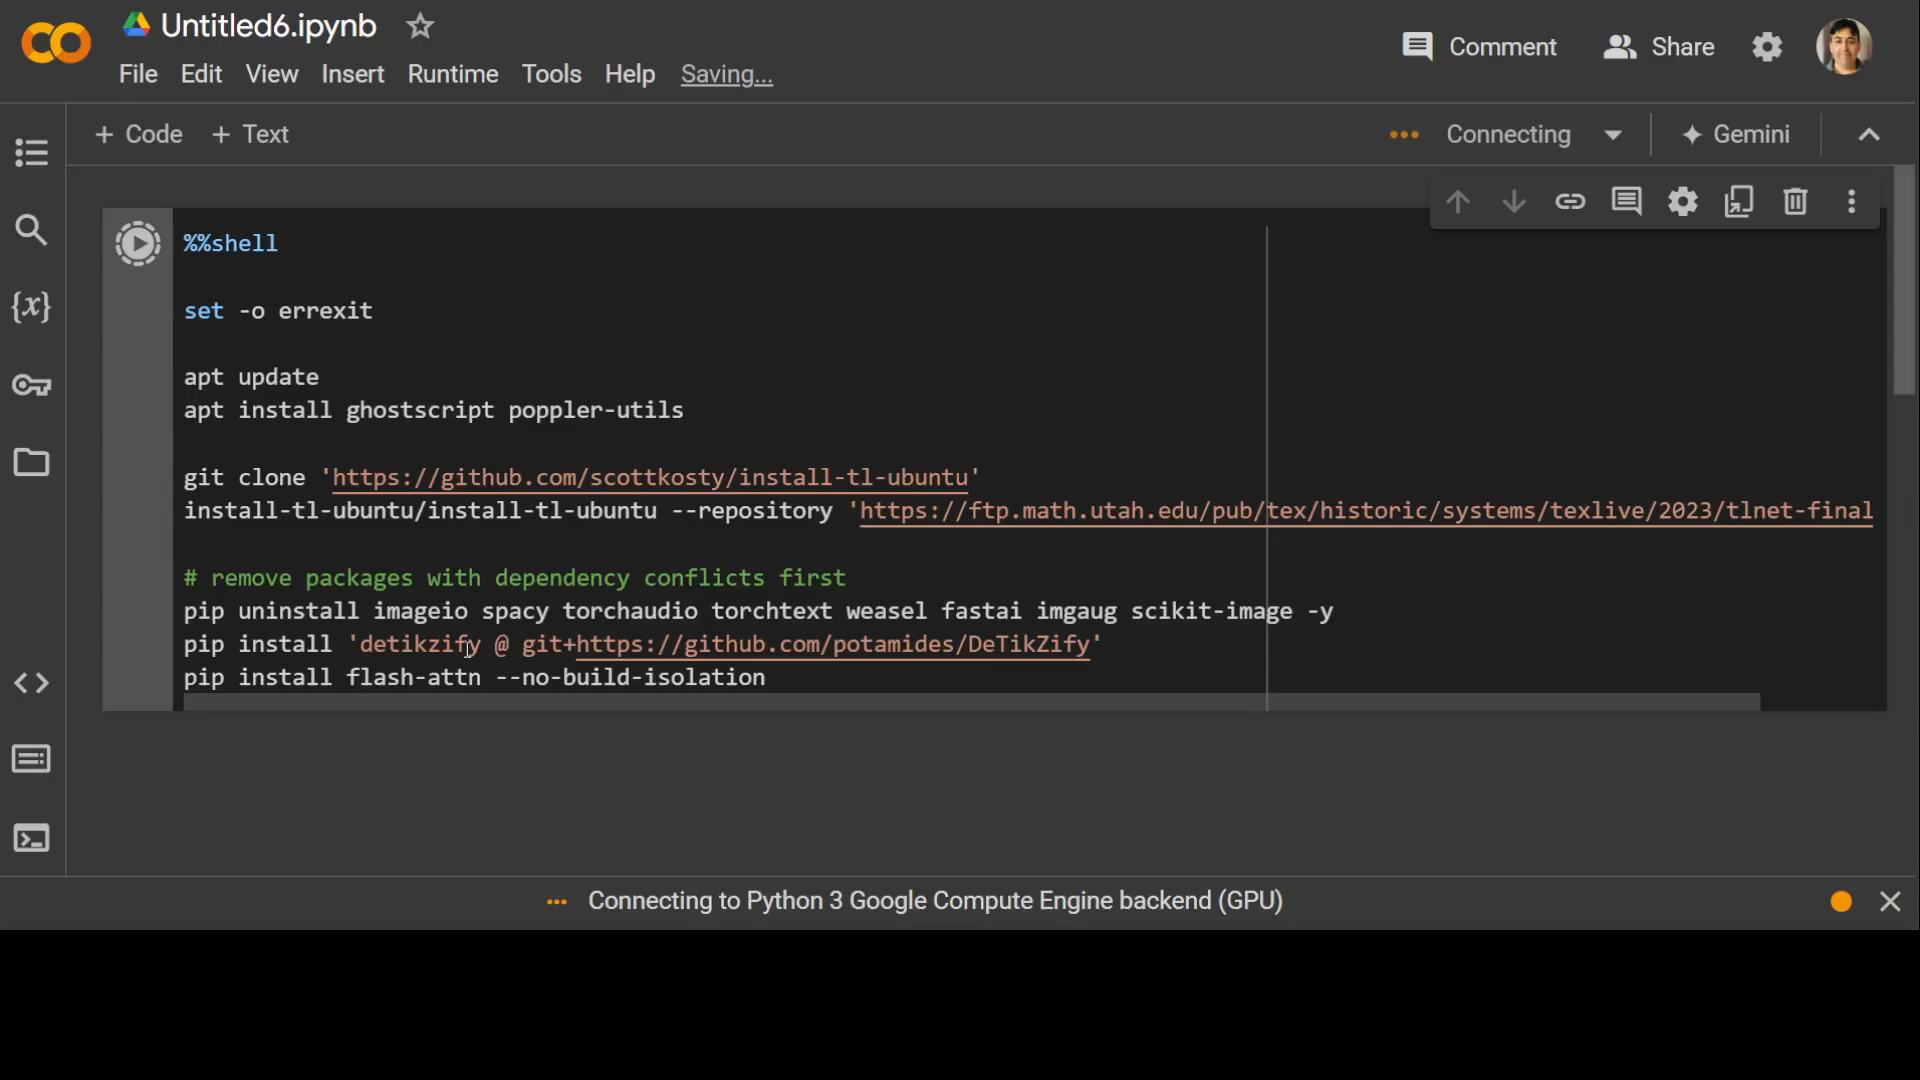 Untitled6.ipynb
Comment
Share
File Edit View Insert Runtime Tools Help Saving...
+ Code + Text
Connecting
Gemini
%%shell
set -o errexit
apt update
apt install ghostscript poppler-utils
git clone 'https://github.com/scottkosty/install-tl-ubuntu'
install-tl-ubuntu/install-tl-ubuntu --repository 'https://ftp.math.utah.edu/pub/tex/historic/systems/texlive/2023/tlnet-final
# remove packages with dependency conflicts first
pip uninstall imageio spacy torchaudio torchtext weasel fastai imgaug scikit-image -y
pip install 'detikzify @ git+https://github.com/potamides/DeTikZify'
pip install flash-attn --no-build-isolation
{x}
Connecting to Python 3 Google Compute Engine backend (GPU)